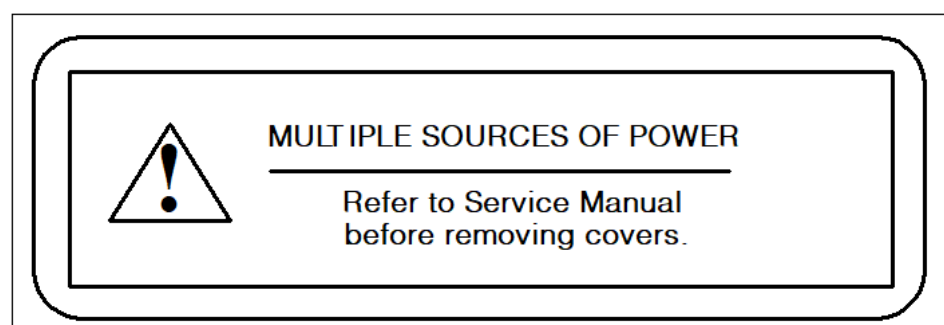 MULTIPLE SOURCES OF POWER
Refer to Service Manual
before removing covers.